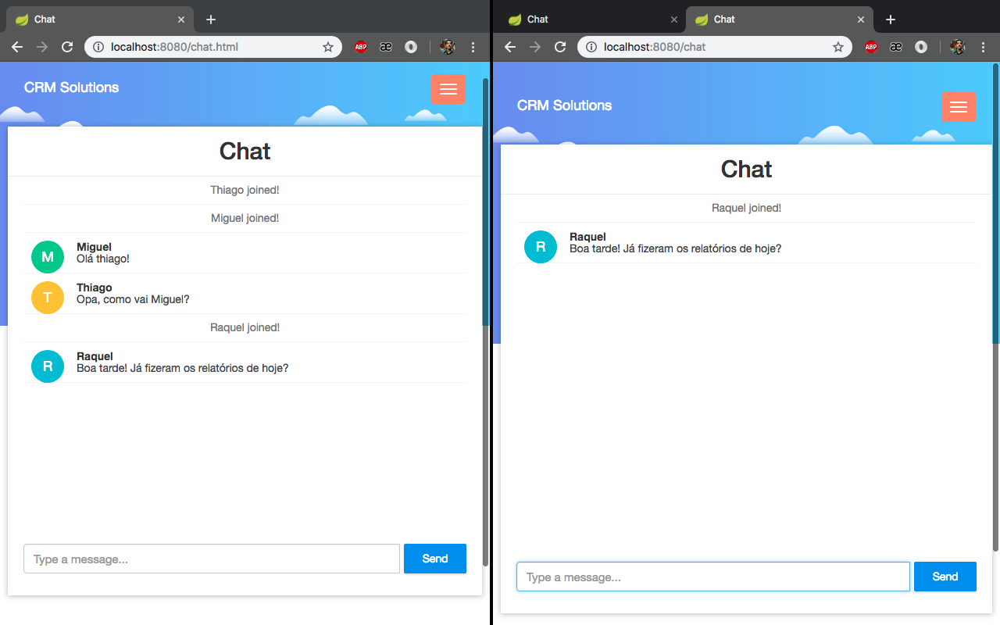 Chat
localhost:8080/chat.html
ABP
æ
CRM Solutions
Chat
Thiago joined!
Miguel joined!
M
Miguel
Olá thiago!
T
Thiago
Opa, como vai Miguel?
Raquel joined!
R
Raquel
Boa tarde! Já fizeram os relatórios de hoje?
Type a message...
Send
Chat
Chat
localhost:8080/chat
ABP
æ
CRM Solutions
Chat
Raquel joined!
R
Raquel
Boa tarde! Já fizeram os relatórios de hoje?
Type a message...
Send